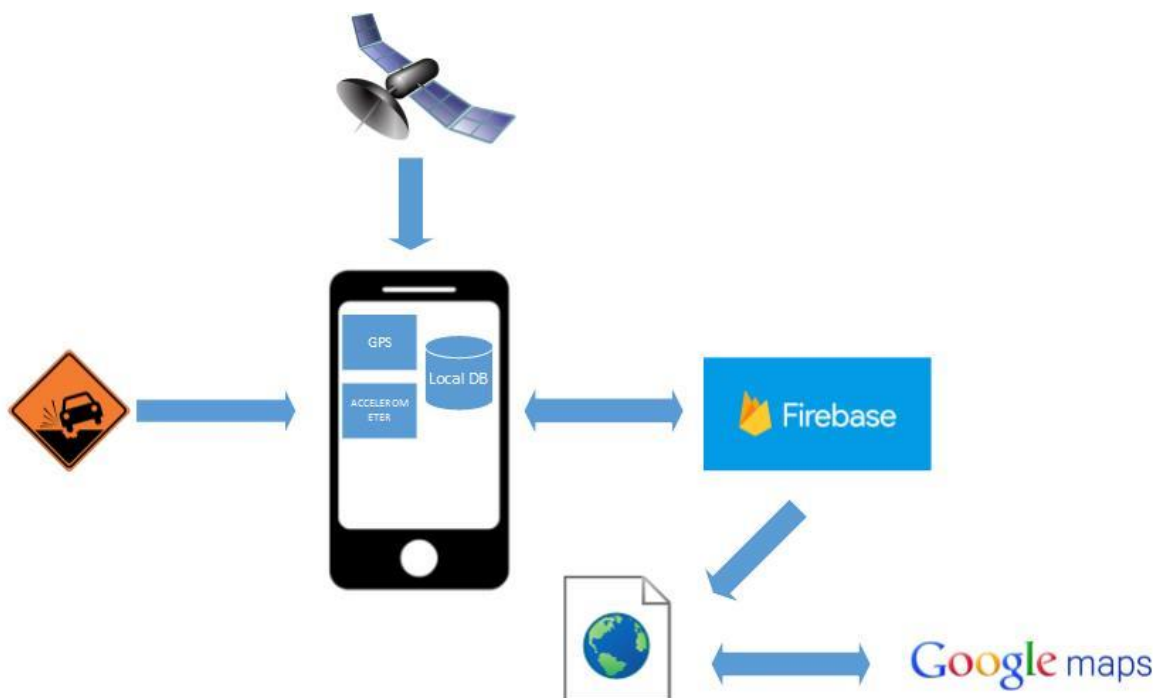 GPS
Local DB
ACCELEROM
ETER
Firebase
Google maps